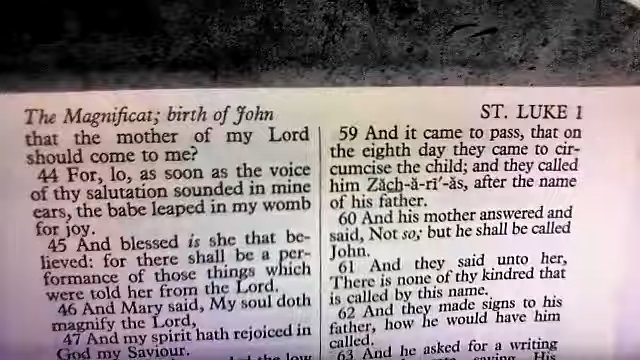 The Magnificat; birth of John
ST. LUKE 1
that the mother of my Lord
should come to me?
44 For, lo, as soon as the voice
of thy salutation sounded in mine
ears, the babe leaped in my womb
for joy.
45 And blessed is she that be-
lieved: for there shall be a per-
formance of those things which
were told her from the Lord.
46 And Mary said, My soul doth
magnify the Lord,
47 And my spirit hath rejoiced in
God my Saviour.
the low
59 And it came to pass, that on
the eighth day they came to cir-
cumcise the child; and they called
him Zăch-ă-rī′-ăs, after the name
of his father.
60 And his mother answered and
said, Not so; but he shall be called
John.
61 And they said unto her,
There is none of thy kindred that
is called by this name.
62 And they made signs to his
father, how he would have him
called.
63 And he asked for a writing
saying, His